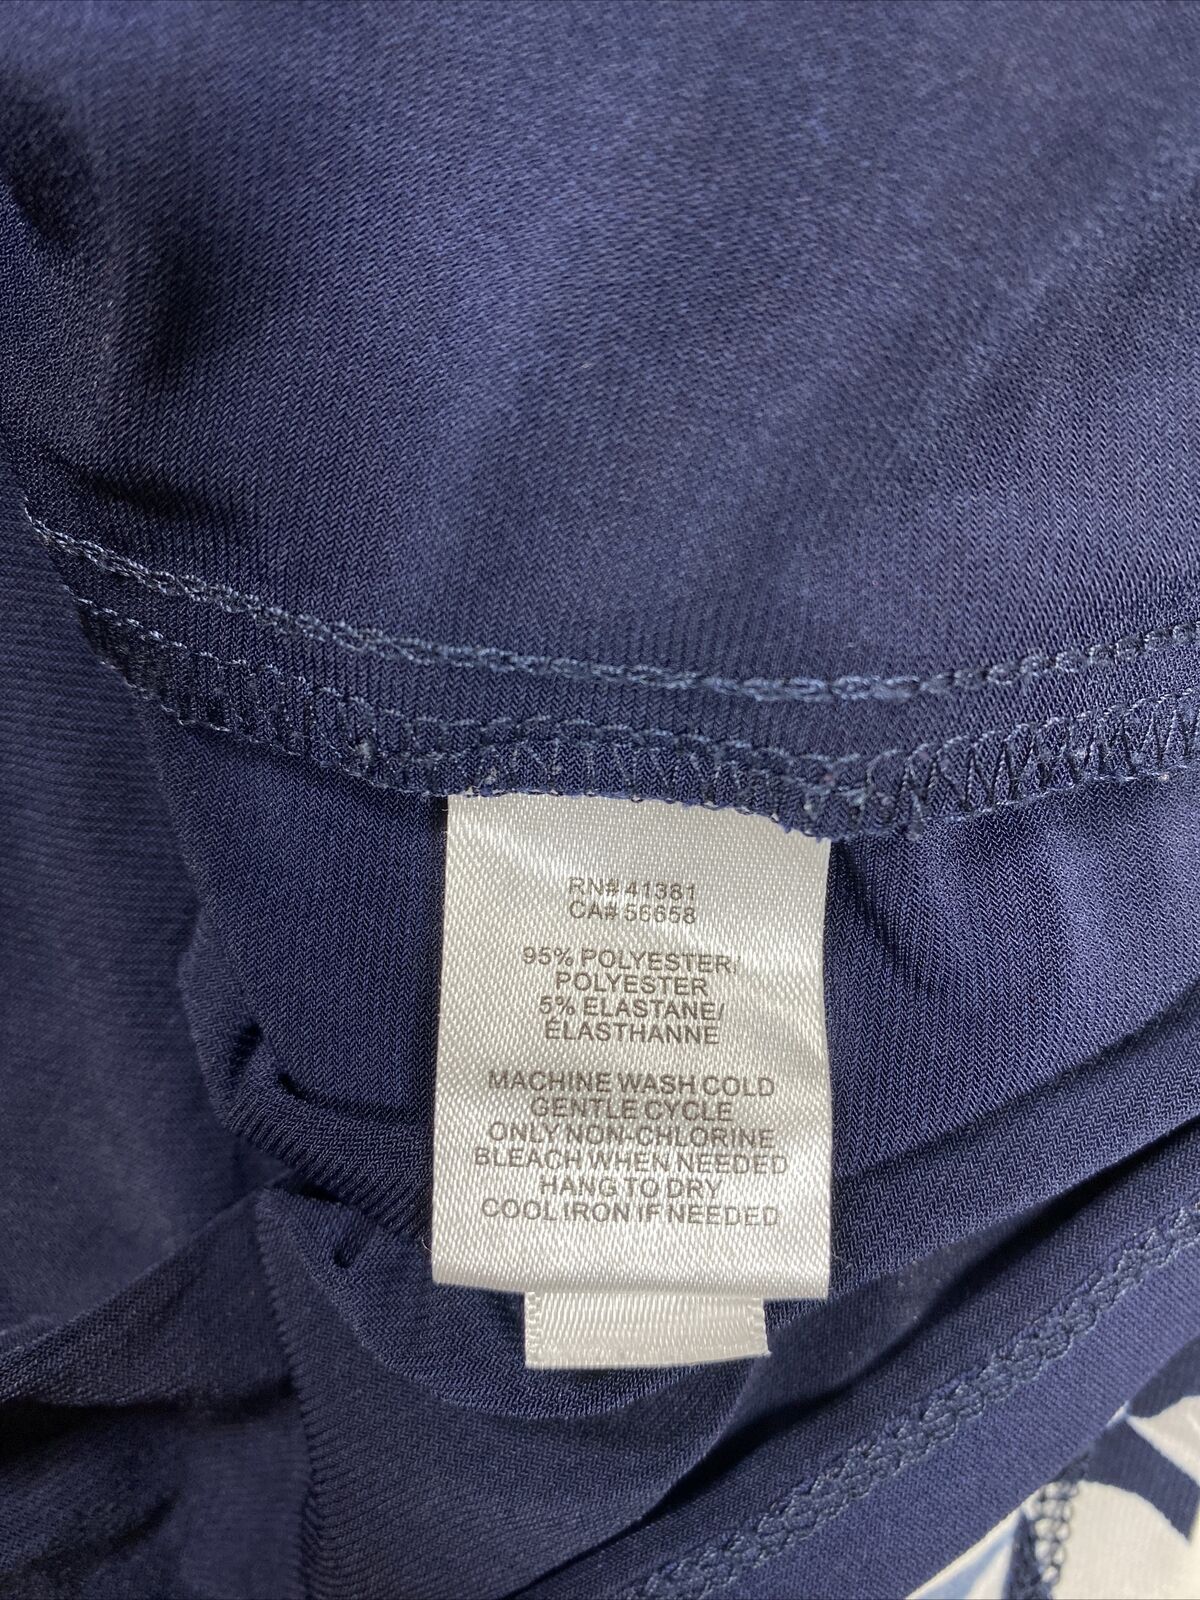 RN# 41381
CA# 56658
95% POLYESTER/
POLYESTER
5% ELASTANE/
ÉLASTHANNE
MACHINE WASH COLD
GENTLE CYCLE
ONLY NON-CHLORINE
BLEACH WHEN NEEDED
HANG TO DRY
COOL IRON IF NEEDED